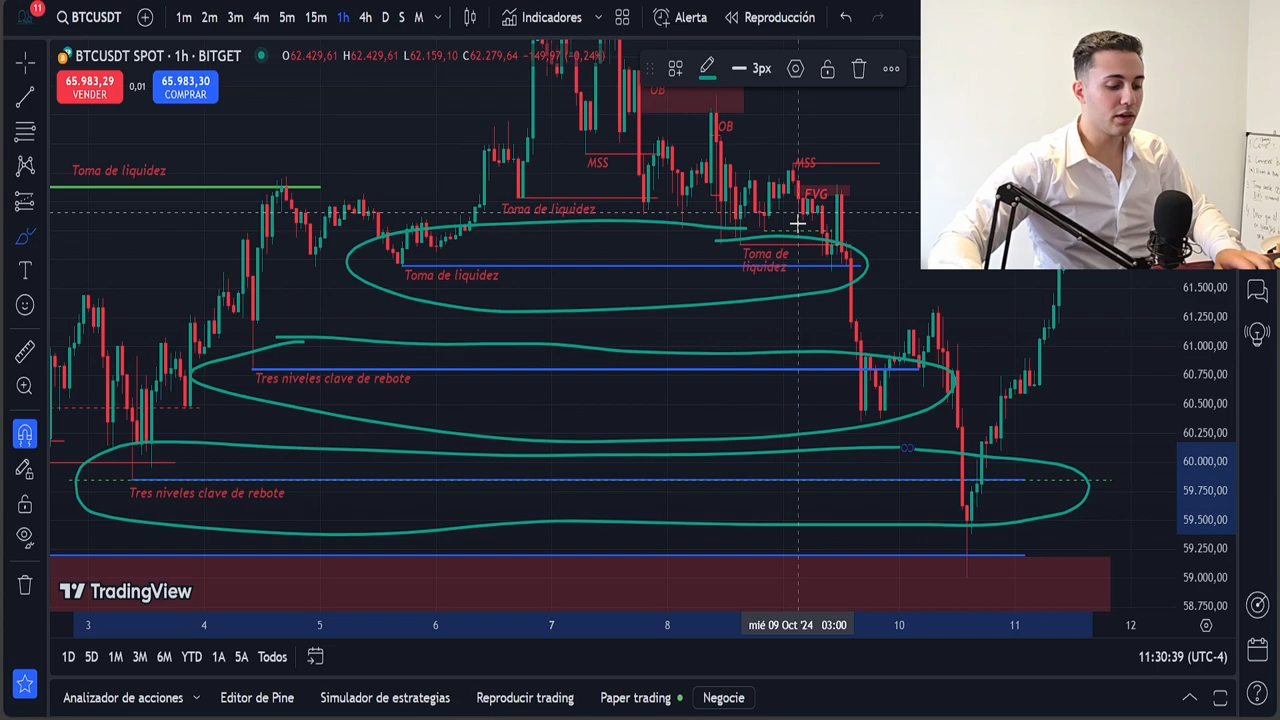 11
BTCUSDT
1m 2m 3m 4m 5m 15m 1h 4h D S M
Indicadores
Alerta
Reproducción
BTCUSDT SPOT · 1h · BITGET
O62.429,61 H62.429,61 L62.159,10 C62.279,64 −149,97 (−0,24%)
3px
65.983,29
VENDER
0,01
65.983,30
COMPRAR
OB
OB
MSS
MSS
Toma de liquidez
FVG
Toma de liquidez
Toma de
liquidez
Toma de liquidez
Tres niveles clave de rebote
Tres niveles clave de rebote
61.500,00
61.250,00
61.000,00
60.750,00
60.500,00
60.250,00
60.000,00
59.750,00
59.500,00
59.250,00
59.000,00
58.750,00
TradingView
3 4 5 6 7 8 mié 09 Oct '24 03:00 10 11 12
1D 5D 1M 3M 6M YTD 1A 5A Todos
11:30:39 (UTC-4)
Analizador de acciones
Editor de Pine
Simulador de estrategias
Reproducir trading
Paper trading
Negocie